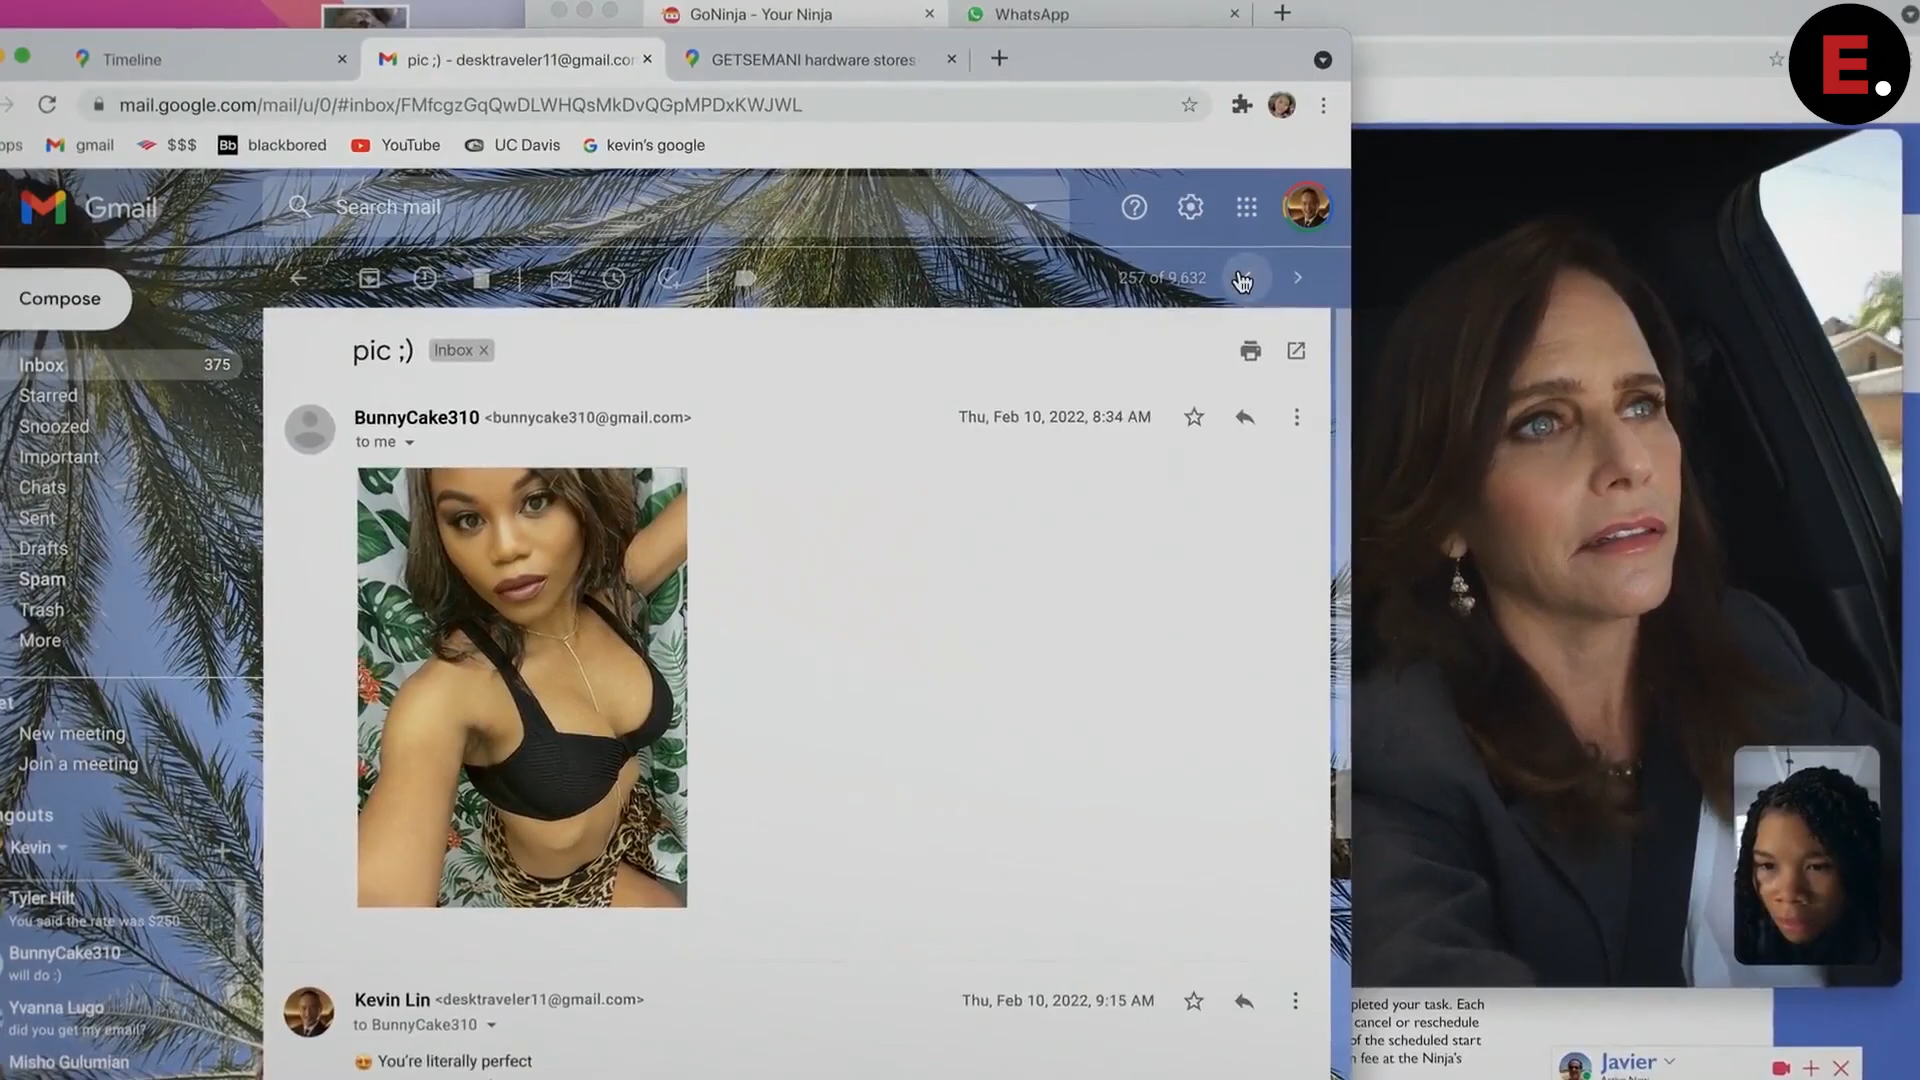 GoNinja - Your Ninja
WhatsApp
Timeline
pic ;) - desktraveler11@gmail.co
GETSEMANI hardware stores
mail.google.com/mail/u/0/#inbox/FMfcgzGqQwDLWHQsMkDvQGpMPDxKWJWL
E.
pps
gmail
$$$
Bb blackbored
YouTube
UC Davis
kevin's google
Gmail
Search mail
257 of 9,632
Compose
Inbox 375
Starred
Snoozed
Important
Chats
Sent
Drafts
Spam
Trash
More
et
New meeting
Join a meeting
ngouts
Kevin
Tyler Hilt
You said the rate was $250
BunnyCake310
will do :)
Yvanna Lugo
did you get my email?
Misho Gulumian
pic ;) Inbox
BunnyCake310 <bunnycake310@gmail.com>
Thu, Feb 10, 2022, 8:34 AM
to me
Kevin Lin <desktraveler11@gmail.com>
Thu, Feb 10, 2022, 9:15 AM
to BunnyCake310
You're literally perfect
pleted your task. Each
cancel or reschedule
of the scheduled start
fee at the Ninja's
Javier